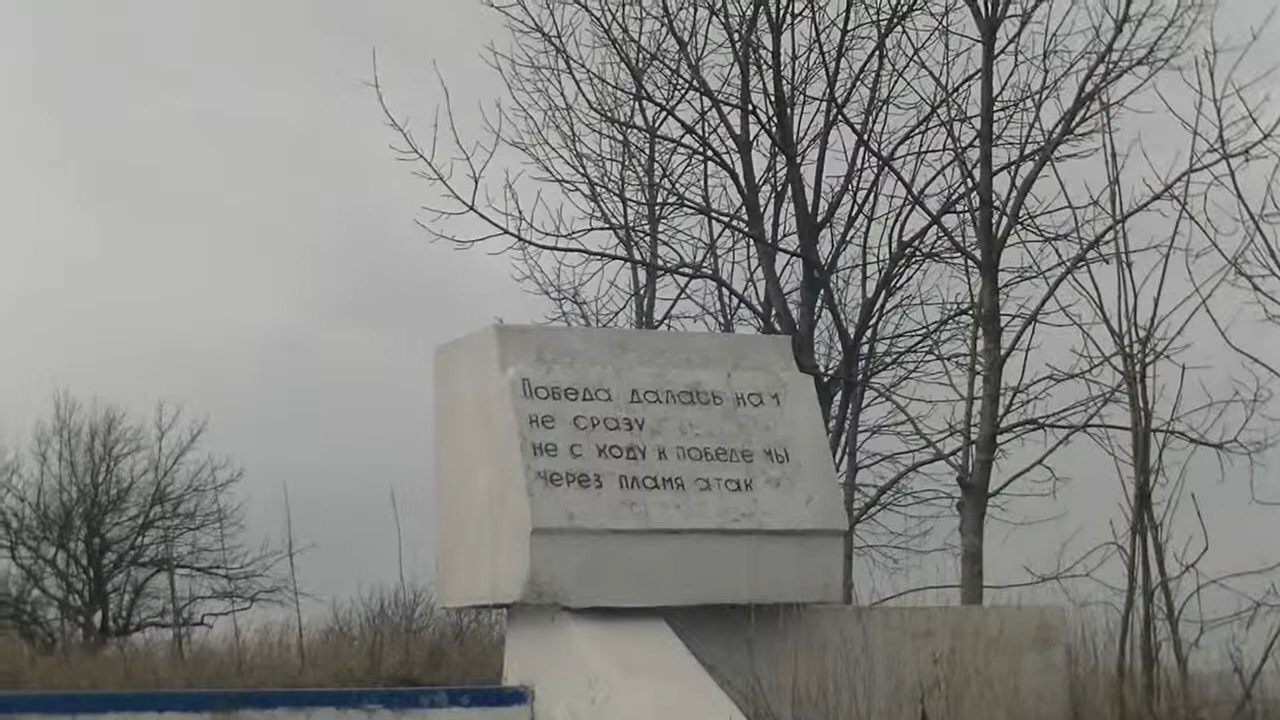 Победа далась нам
не сразу
не с ходу к победе мы
через пламя атак